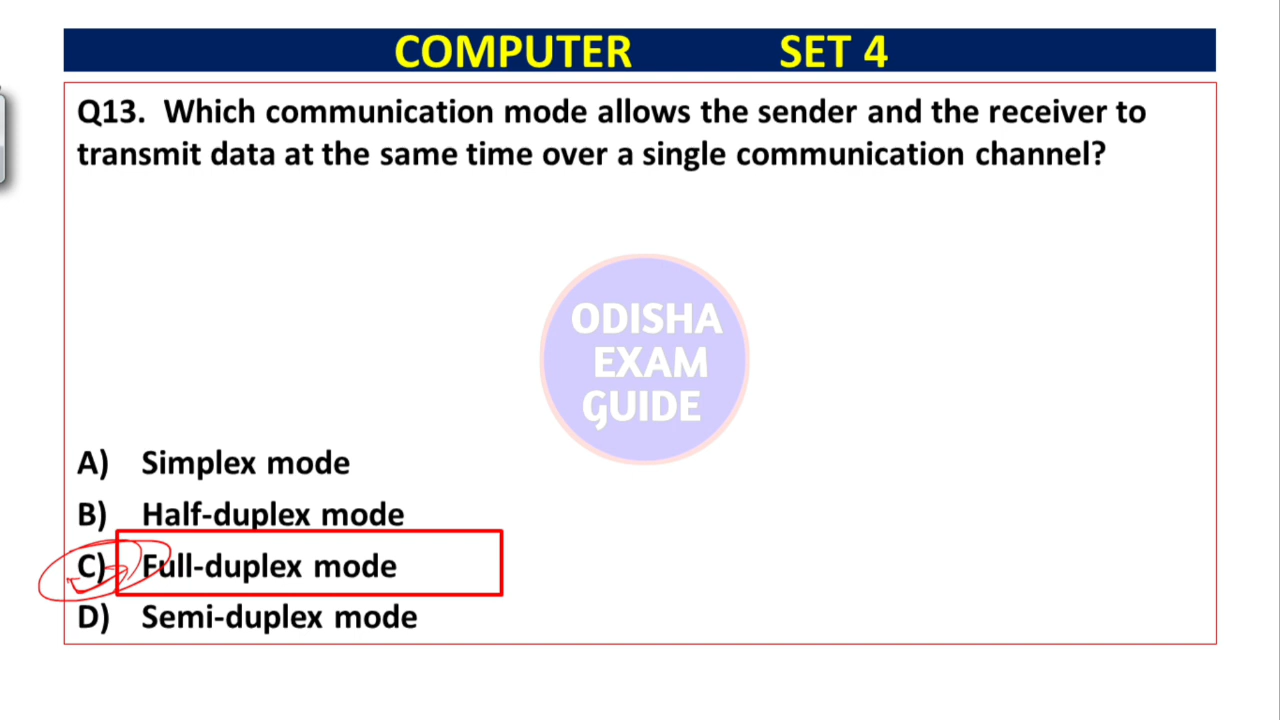 COMPUTER SET 4
Q13. Which communication mode allows the sender and the receiver to
transmit data at the same time over a single communication channel?
ODISHA
EXAM
GUIDE
A) Simplex mode
B) Half-duplex mode
C) Full-duplex mode
D) Semi-duplex mode